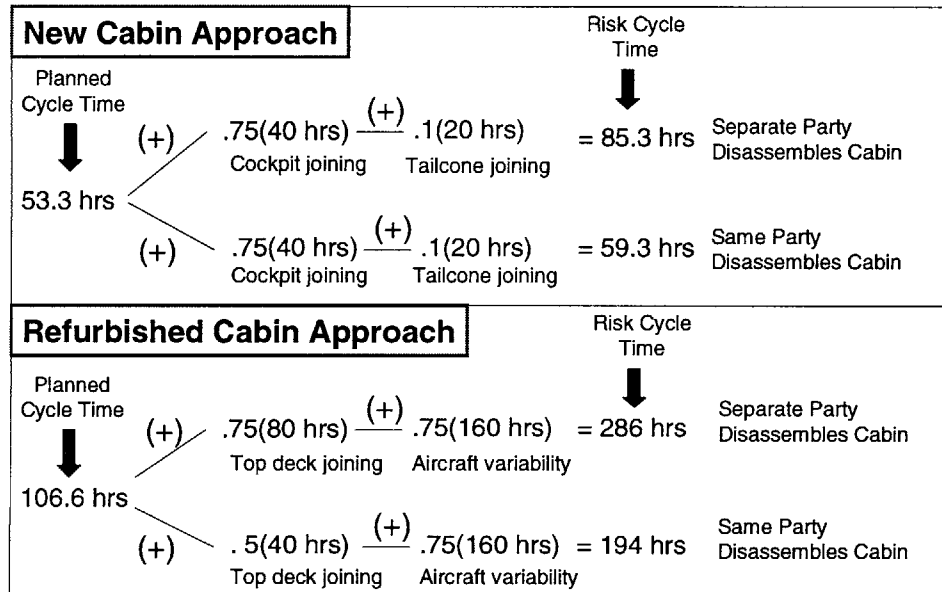 New Cabin Approach
Risk Cycle
Time
Planned
Cycle Time
(+) .75(40 hrs) (+) .1(20 hrs) = 85.3 hrs Separate Party
Cockpit joining Tailcone joining Disassembles Cabin
53.3 hrs
(+) .75(40 hrs) (+) .1(20 hrs) = 59.3 hrs Same Party
Cockpit joining Tailcone joining Disassembles Cabin
Refurbished Cabin Approach
Risk Cycle
Time
Planned
Cycle Time
(+) .75(80 hrs) (+) .75(160 hrs) = 286 hrs Separate Party
Top deck joining Aircraft variability Disassembles Cabin
106.6 hrs
(+) . 5(40 hrs) (+) .75(160 hrs) = 194 hrs Same Party
Top deck joining Aircraft variability Disassembles Cabin